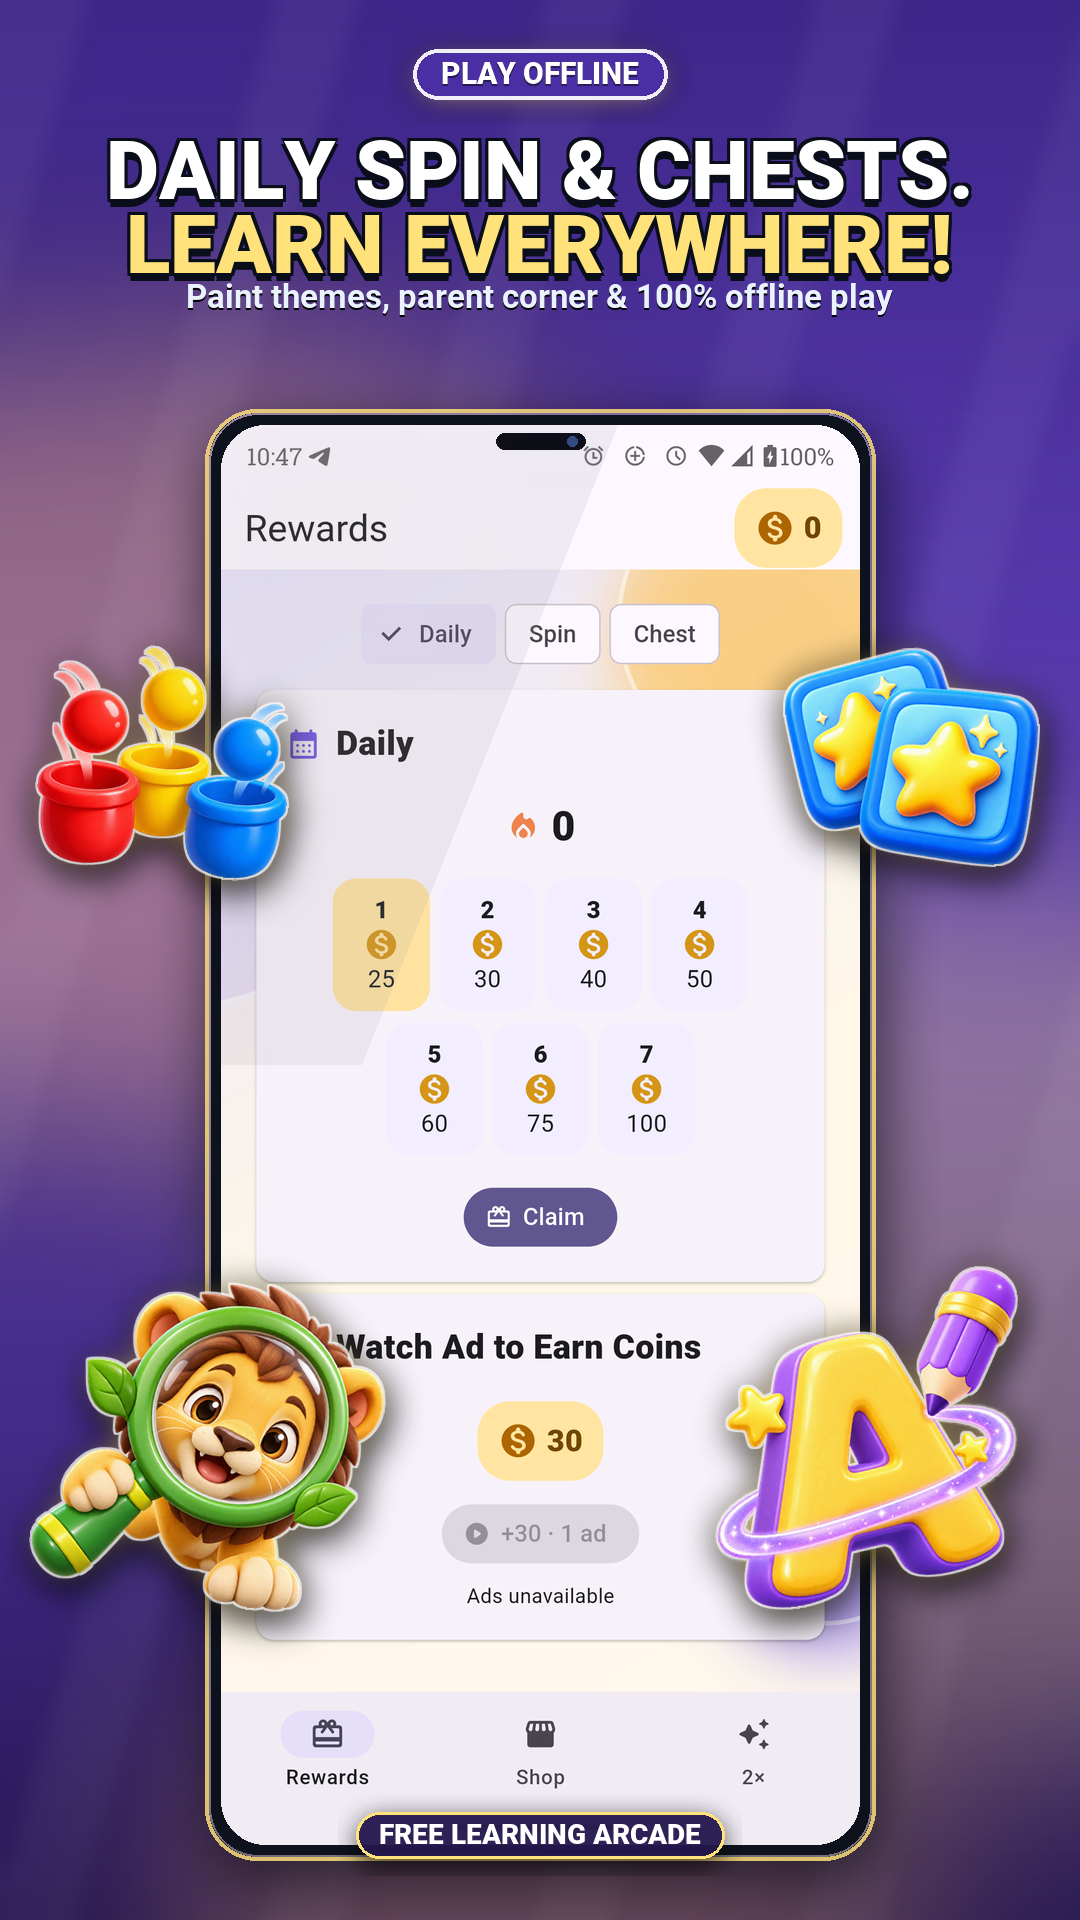 PLAY OFFLINE
DAILY SPIN & CHESTS.
LEARN EVERYWHERE!
Paint themes, parent corner & 100% offline play
10:47 100%
Rewards
$ 0
Daily Spin Chest
Daily
0
1 2 3 4
$ $ $ $
25 30 40 50
5 6 7
$ $ $
60 75 100
Claim
Watch Ad to Earn Coins
$ 30
+30 · 1 ad
Ads unavailable
A
Rewards Shop 2×
FREE LEARNING ARCADE